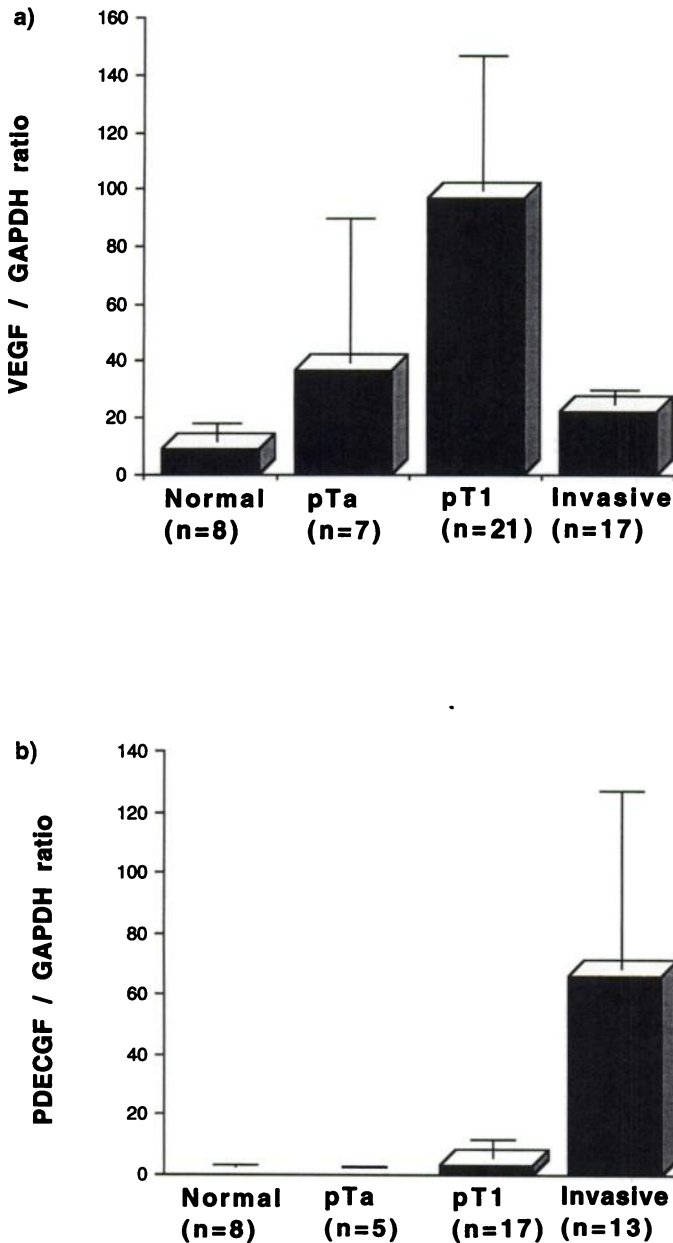 a)
VEGF / GAPDH ratio
160
140
120
100
80
60
40
20
0
Normal pTa pT1 Invasive
(n=8) (n=7) (n=21) (n=17)
b)
PDECGF / GAPDH ratio
140
120
100
80
60
40
20
0
Normal pTa pT1 Invasive
(n=8) (n=5) (n=17) (n=13)